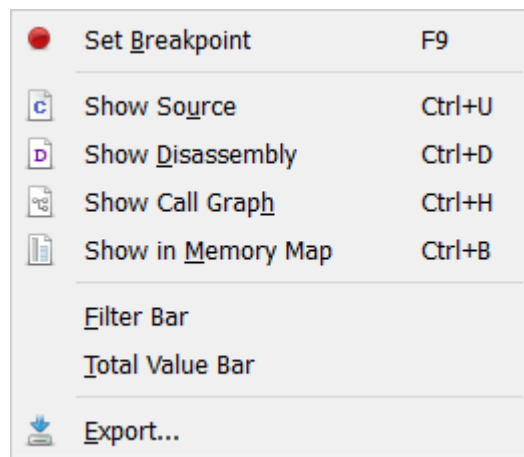 Set Breakpoint F9
C Show Source Ctrl+U
D Show Disassembly Ctrl+D
Show Call Graph Ctrl+H
Show in Memory Map Ctrl+B
Filter Bar
Total Value Bar
Export...